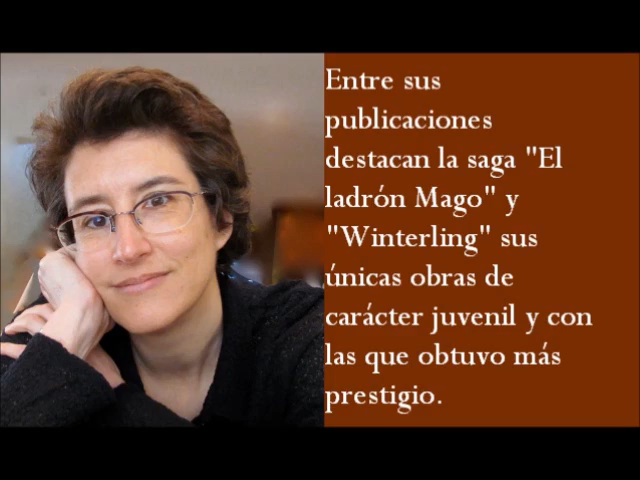 Entre sus
publicaciones
destacan la saga "El
ladrón Mago" y
"Winterling" sus
únicas obras de
carácter juvenil y con
las que obtuvo más
prestigio.